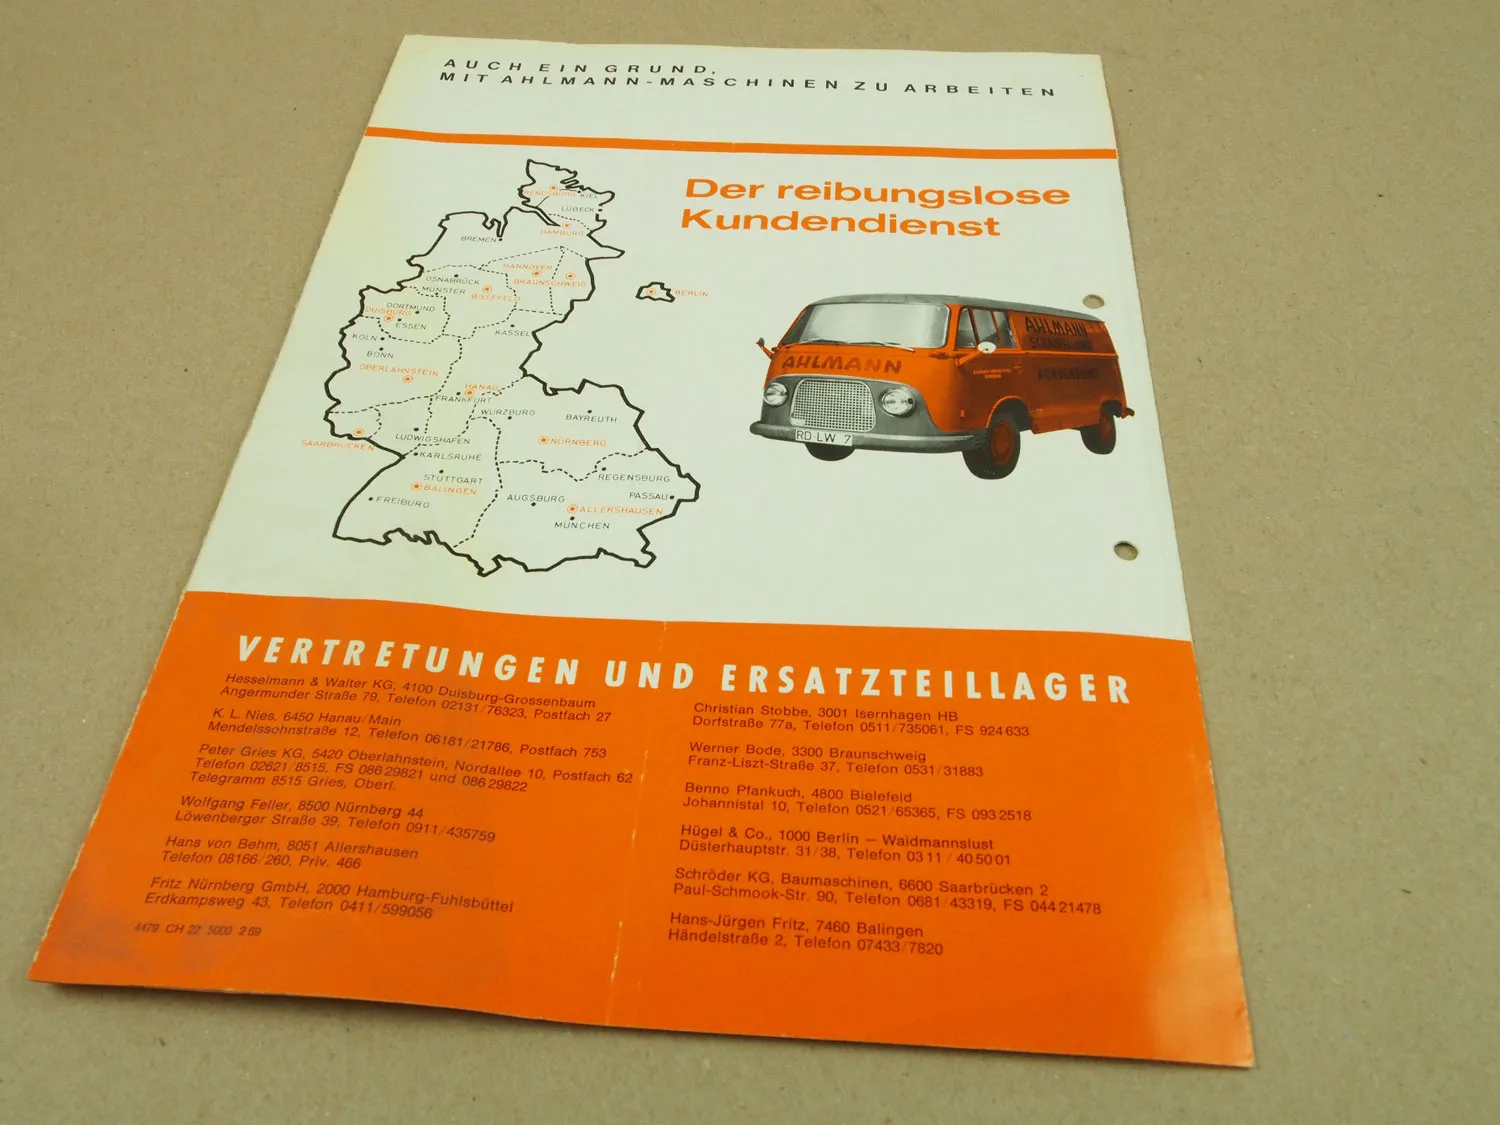 AUCH EIN GRUND,
MIT AHLMANN-MASCHINEN ZU ARBEITEN
Der reibungslose
Kundendienst
RENDSBURG
KIEL
LÜBECK
HAMBURG
BREMEN
HANNOVER
BRAUNSCHWEIG
OSNABRÜCK
MÜNSTER
BIELEFELD
BERLIN
DORTMUND
DUISBURG
ESSEN
KASSEL
KÖLN
BONN
OBERLAHNSTEIN
HANAU
FRANKFURT
WÜRZBURG
BAYREUTH
LUDWIGSHAFEN
SAARBRÜCKEN
NÜRNBERG
KARLSRUHE
STUTTGART
BALINGEN
REGENSBURG
AUGSBURG
PASSAU
FREIBURG
ALLERSHAUSEN
MÜNCHEN
AHLMANN
AHLMANN
KUNDENDIENST
RD-LW 7
VERTRETUNGEN UND ERSATZTEILLAGER
Hesselmann & Walter KG, 4100 Duisburg-Grossenbaum
Angermunder Straße 79, Telefon 02131/76323, Postfach 27
K. L. Nies, 6450 Hanau/Main
Mendelssohnstraße 12, Telefon 06181/21786, Postfach 753
Peter Gries KG, 5420 Oberlahnstein, Nordallee 10, Postfach 62
Telefon 02621/8515, FS 08629821 und 08629822
Telegramm 8515 Gries, Oberl.
Wolfgang Feller, 8500 Nürnberg 44
Löwenberger Straße 39, Telefon 0911/435759
Hans von Behm, 8051 Allershausen
Telefon 08166/260, Priv. 466
Fritz Nürnberg GmbH, 2000 Hamburg-Fuhlsbüttel
Erdkampsweg 43, Telefon 0411/599056
4479 CH 22 5000 2 69
Christian Stobbe, 3001 Isernhagen HB
Dorfstraße 77a, Telefon 0511/735061, FS 924633
Werner Bode, 3300 Braunschweig
Franz-Liszt-Straße 37, Telefon 0531/31883
Benno Pfankuch, 4800 Bielefeld
Johannistal 10, Telefon 0521/65365, FS 0932518
Hügel & Co., 1000 Berlin – Waidmannslust
Düsterhauptstr. 31/38, Telefon 0311/405001
Schröder KG, Baumaschinen, 6600 Saarbrücken 2
Paul-Schmook-Str. 90, Telefon 0681/43319, FS 04421478
Hans-Jürgen Fritz, 7460 Balingen
Händelstraße 2, Telefon 07433/7820